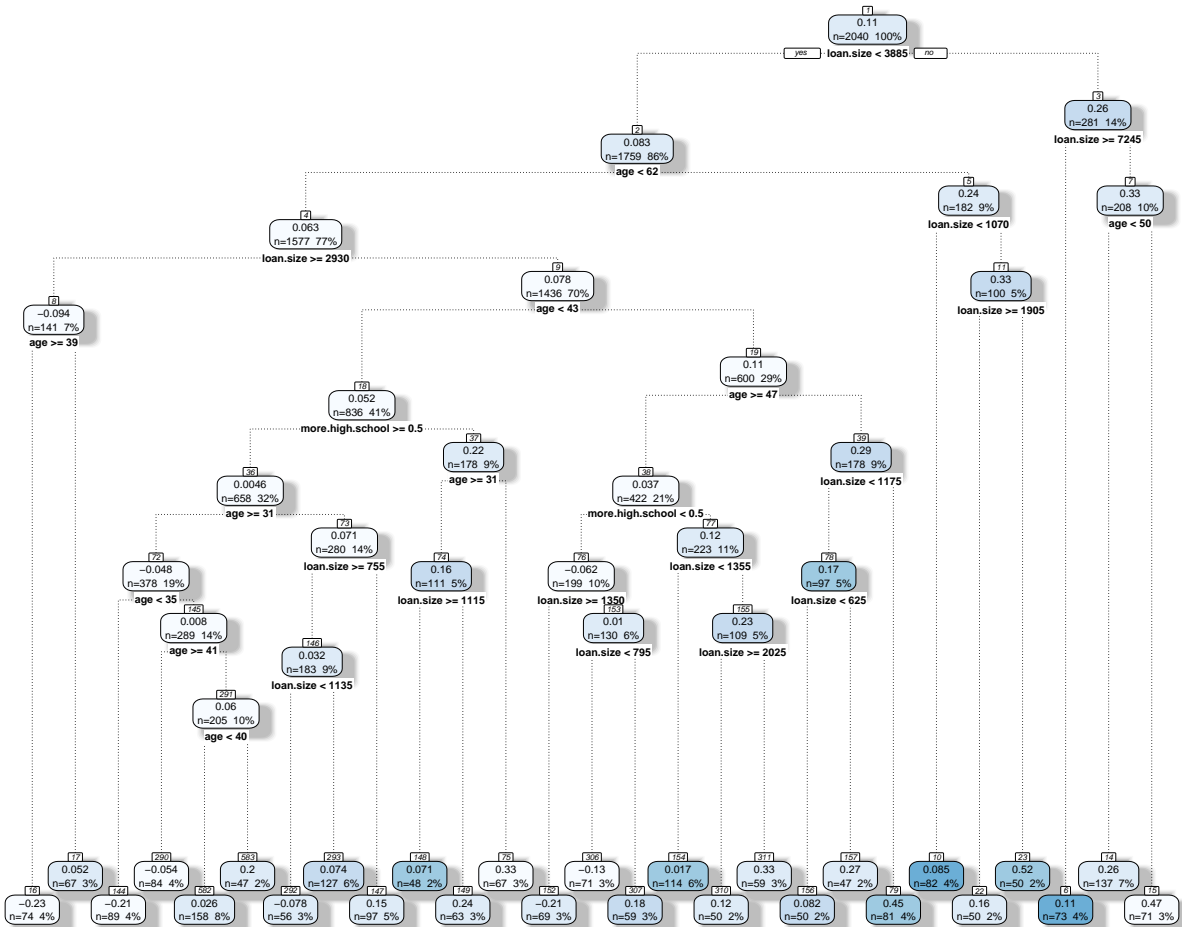 1
0.11
n=2040 100%
yes loan.size < 3885 no
3
0.26
n=281 14%
loan.size >= 7245
2
0.083
n=1759 86%
age < 62
5
0.24
n=182 9%
loan.size < 1070
7
0.33
n=208 10%
age < 50
4
0.063
n=1577 77%
loan.size >= 2930
9
0.078
n=1436 70%
age < 43
11
0.33
n=100 5%
loan.size >= 1905
8
−0.094
n=141 7%
age >= 39
19
0.11
n=600 29%
age >= 47
18
0.052
n=836 41%
more.high.school >= 0.5
37
0.22
n=178 9%
age >= 31
39
0.29
n=178 9%
loan.size < 1175
36
0.0046
n=658 32%
age >= 31
38
0.037
n=422 21%
more.high.school < 0.5
73
0.071
n=280 14%
loan.size >= 755
77
0.12
n=223 11%
loan.size < 1355
72
−0.048
n=378 19%
age < 35
74
0.16
n=111 5%
loan.size >= 1115
76
−0.062
n=199 10%
loan.size >= 1350
78
0.17
n=97 5%
loan.size < 625
145
0.008
n=289 14%
age >= 41
153
0.01
n=130 6%
loan.size < 795
155
0.23
n=109 5%
loan.size >= 2025
146
0.032
n=183 9%
loan.size < 1135
291
0.06
n=205 10%
age < 40
16
−0.23
n=74 4%
17
0.052
n=67 3%
144
−0.21
n=89 4%
290
−0.054
n=84 4%
582
0.026
n=158 8%
583
0.2
n=47 2%
292
−0.078
n=56 3%
293
0.074
n=127 6%
147
0.15
n=97 5%
148
0.071
n=48 2%
149
0.24
n=63 3%
75
0.33
n=67 3%
152
−0.21
n=69 3%
306
−0.13
n=71 3%
307
0.18
n=59 3%
154
0.017
n=114 6%
310
0.12
n=50 2%
311
0.33
n=59 3%
156
0.082
n=50 2%
157
0.27
n=47 2%
79
0.45
n=81 4%
10
0.085
n=82 4%
22
0.16
n=50 2%
23
0.52
n=50 2%
6
0.11
n=73 4%
14
0.26
n=137 7%
15
0.47
n=71 3%